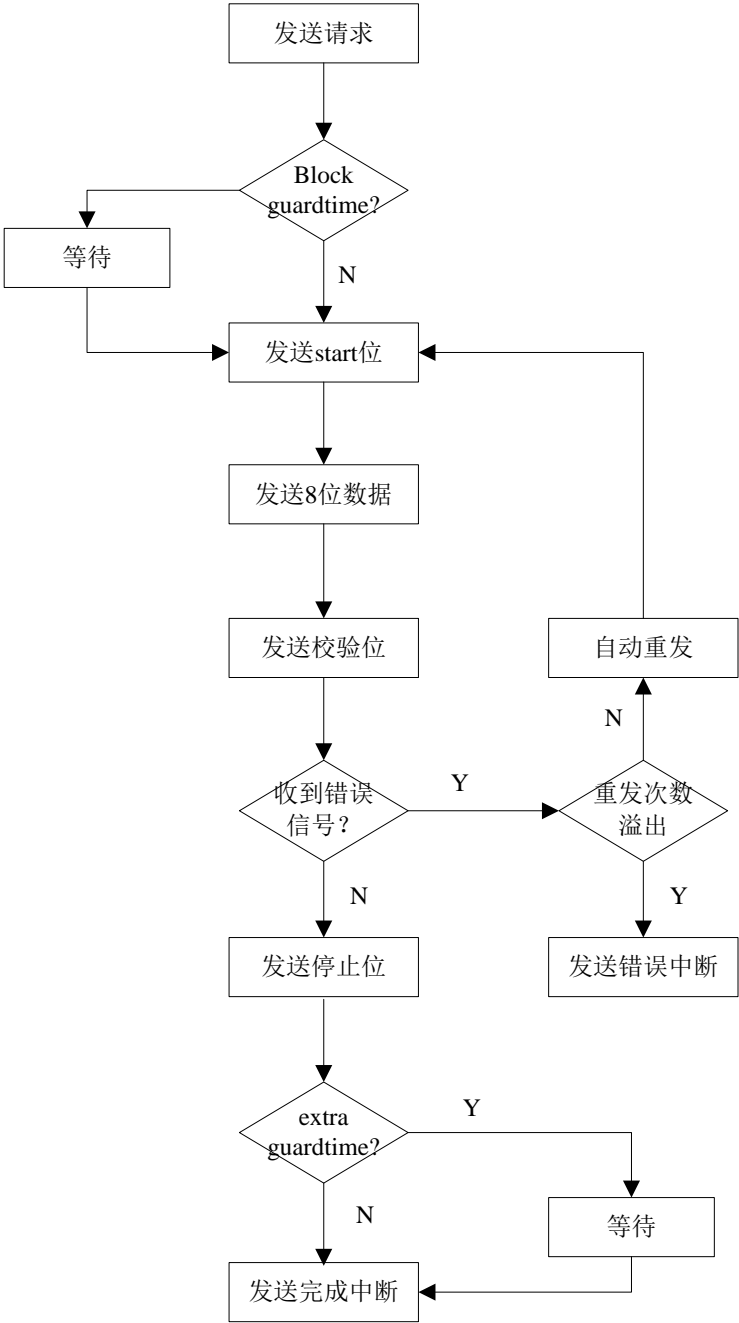 发送请求
Block
guardtime?
等待
N
发送start位
发送8位数据
发送校验位
自动重发
N
收到错误
信号?
Y
重发次数
溢出
N
Y
发送停止位
发送错误中断
extra
guardtime?
Y
N
等待
发送完成中断